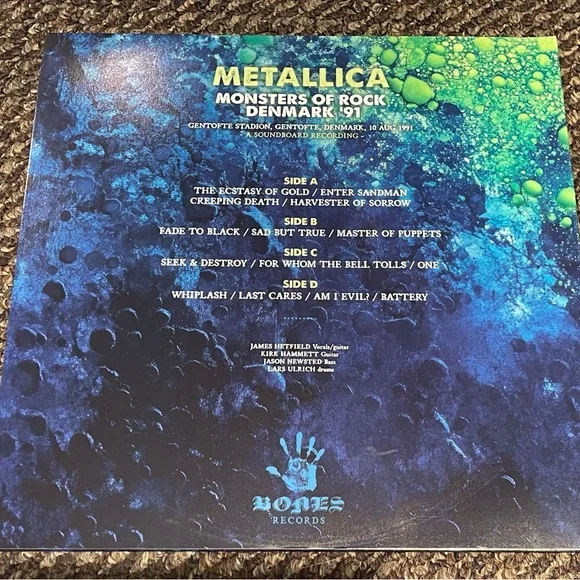 METALLICA
MONSTERS OF ROCK
DENMARK '91
GENTOFTE STADION, GENTOFTE, DENMARK, 10 AUG 1991
- A SOUNDBOARD RECORDING -
SIDE A
THE ECSTASY OF GOLD / ENTER SANDMAN
CREEPING DEATH / HARVESTER OF SORROW
SIDE B
FADE TO BLACK / SAD BUT TRUE / MASTER OF PUPPETS
SIDE C
SEEK & DESTROY / FOR WHOM THE BELL TOLLS / ONE
SIDE D
WHIPLASH / LAST CARES / AM I EVIL? / BATTERY
JAMES HETFIELD Vocals/guitar
KIRK HAMMETT Guitar
JASON NEWSTED Bass
LARS ULRICH drums
BONES
RECORDS